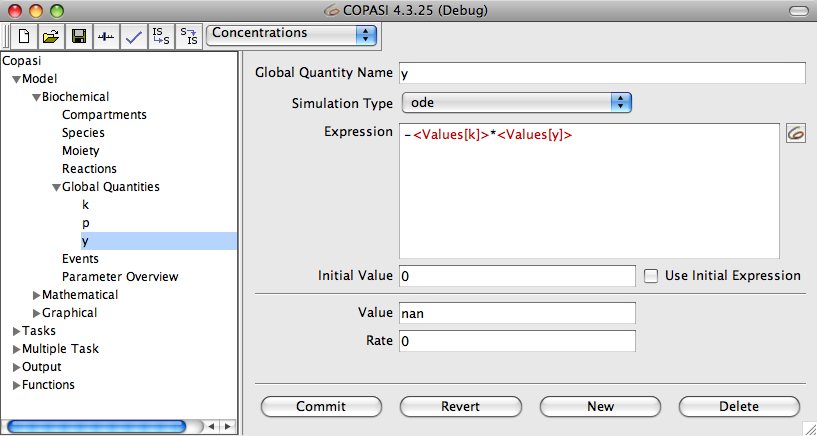 COPASI 4.3.25 (Debug)
IS S
S IS
Concentrations
Copasi
Model
Biochemical
Compartments
Species
Moiety
Reactions
Global Quantities
k
p
y
Events
Parameter Overview
Mathematical
Graphical
Tasks
Multiple Task
Output
Functions
Global Quantity Name y
Simulation Type ode
Expression -<Values[k]>*<Values[y]>
Initial Value 0 Use Initial Expression
Value nan
Rate 0
Commit Revert New Delete